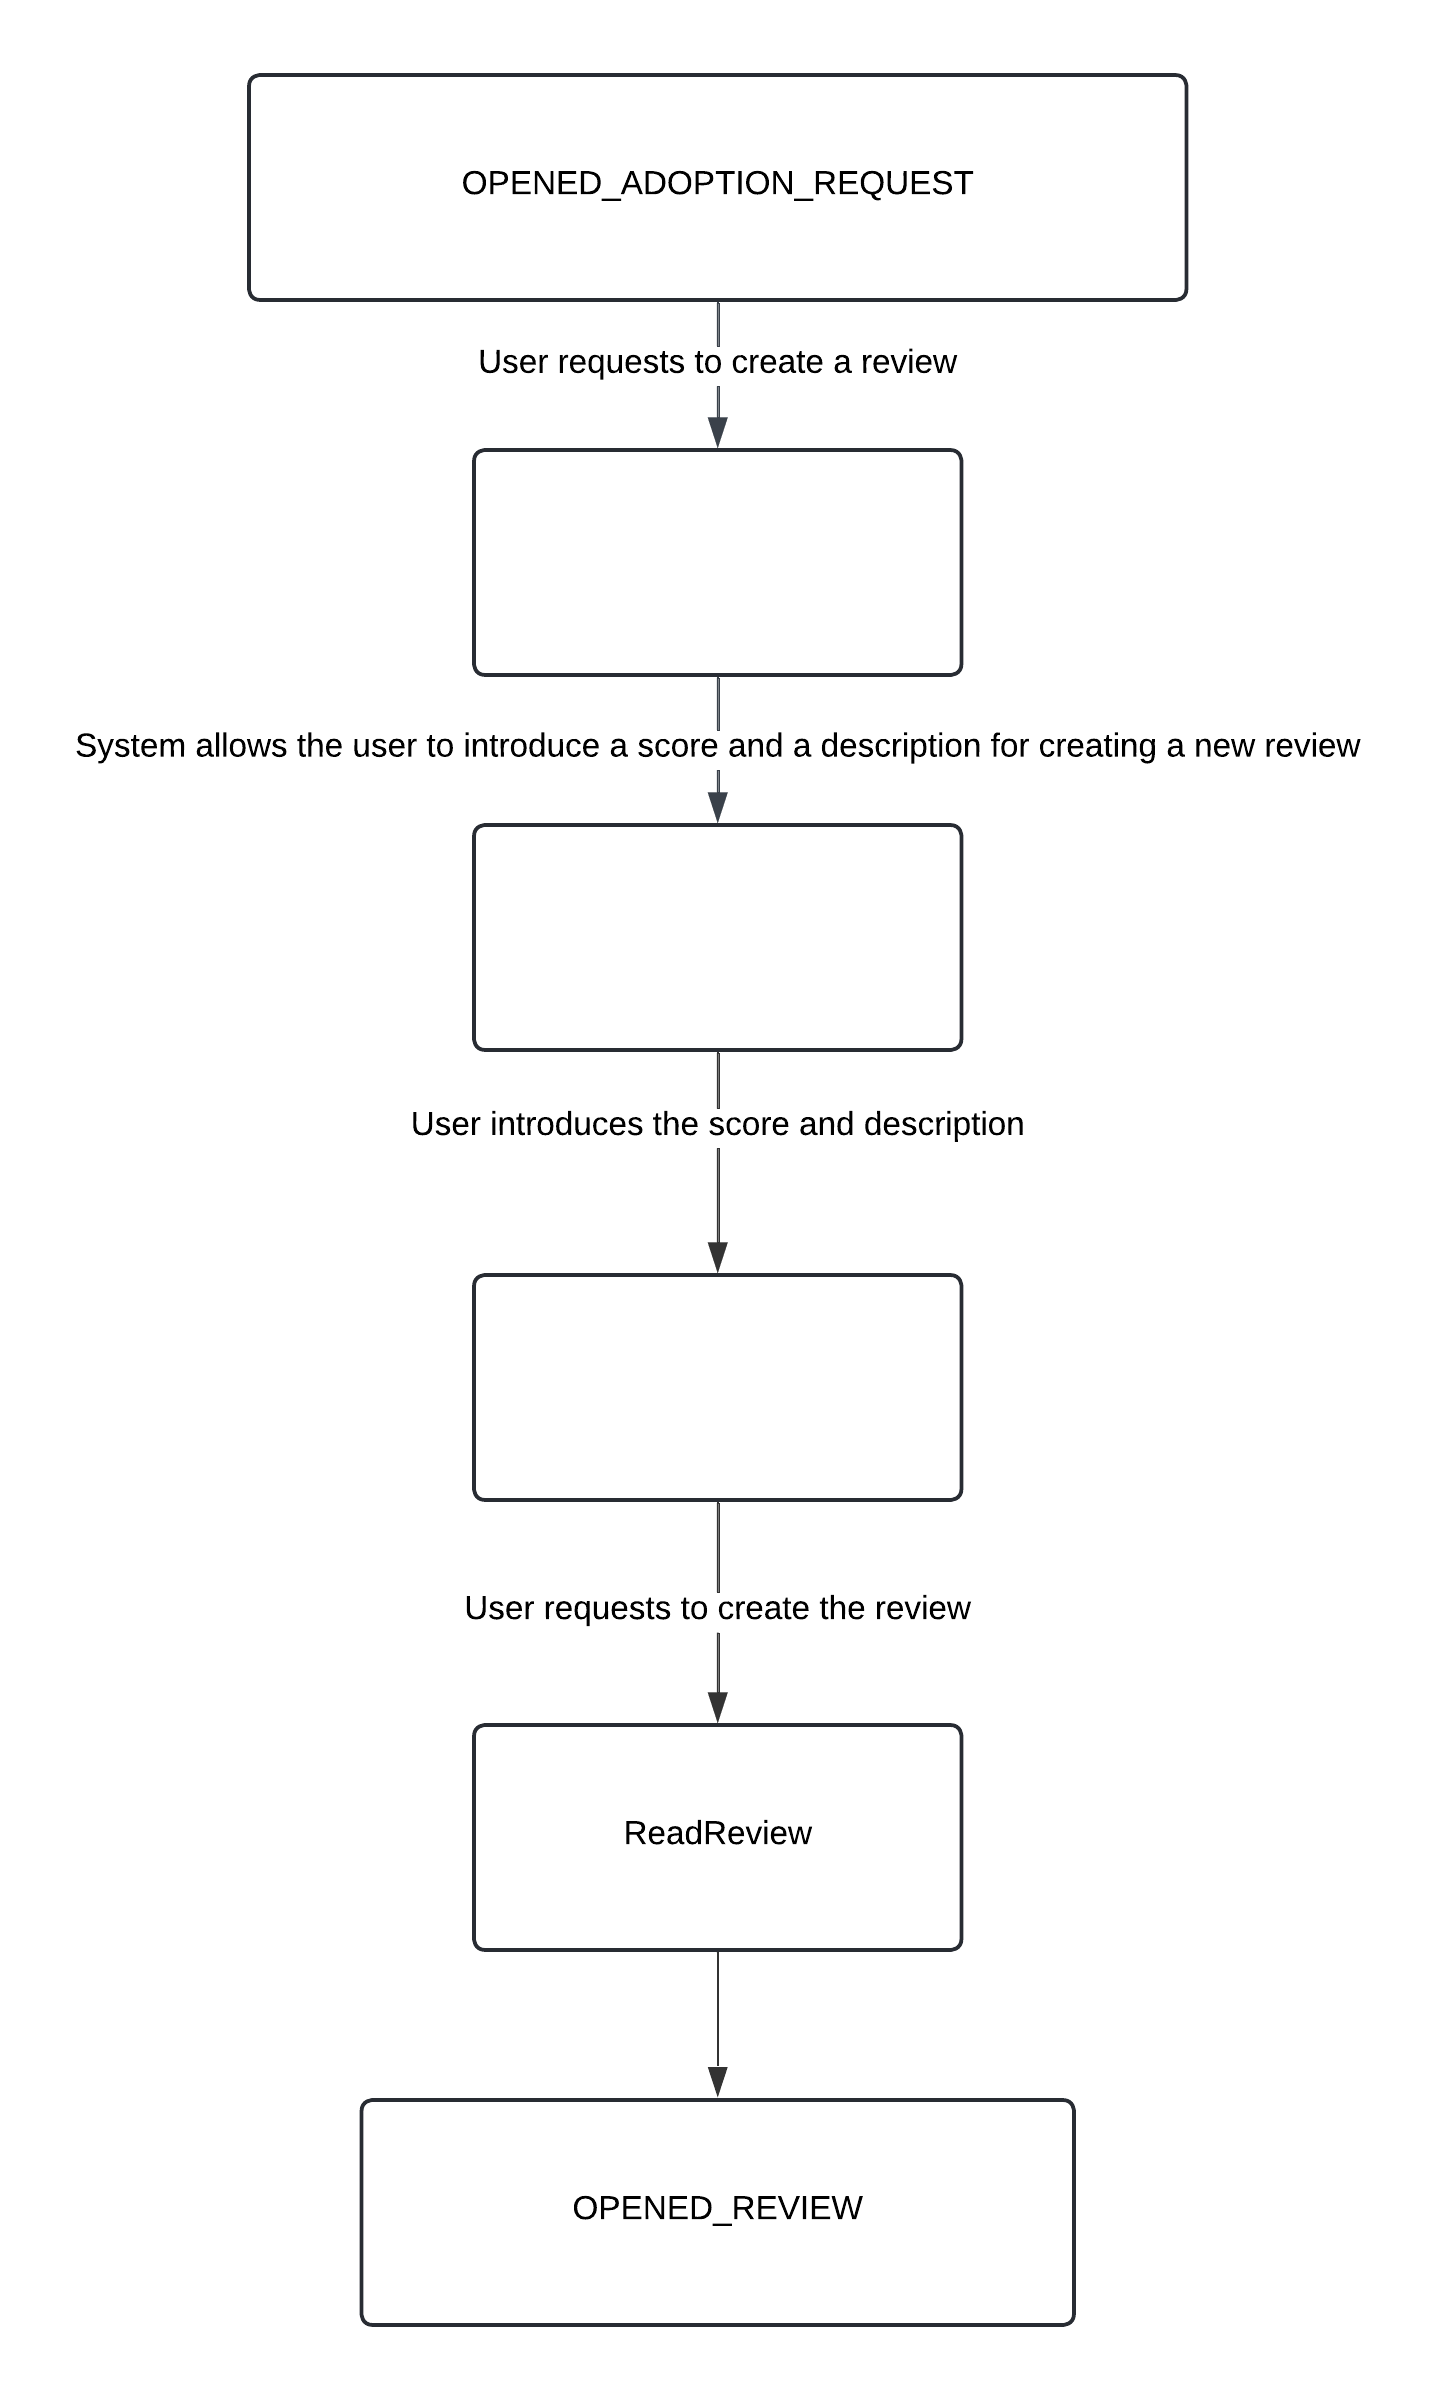 OPENED_ADOPTION_REQUEST
User requests to create a review
System allows the user to introduce a score and a description for creating a new review
User introduces the score and description
User requests to create the review
ReadReview
OPENED_REVIEW